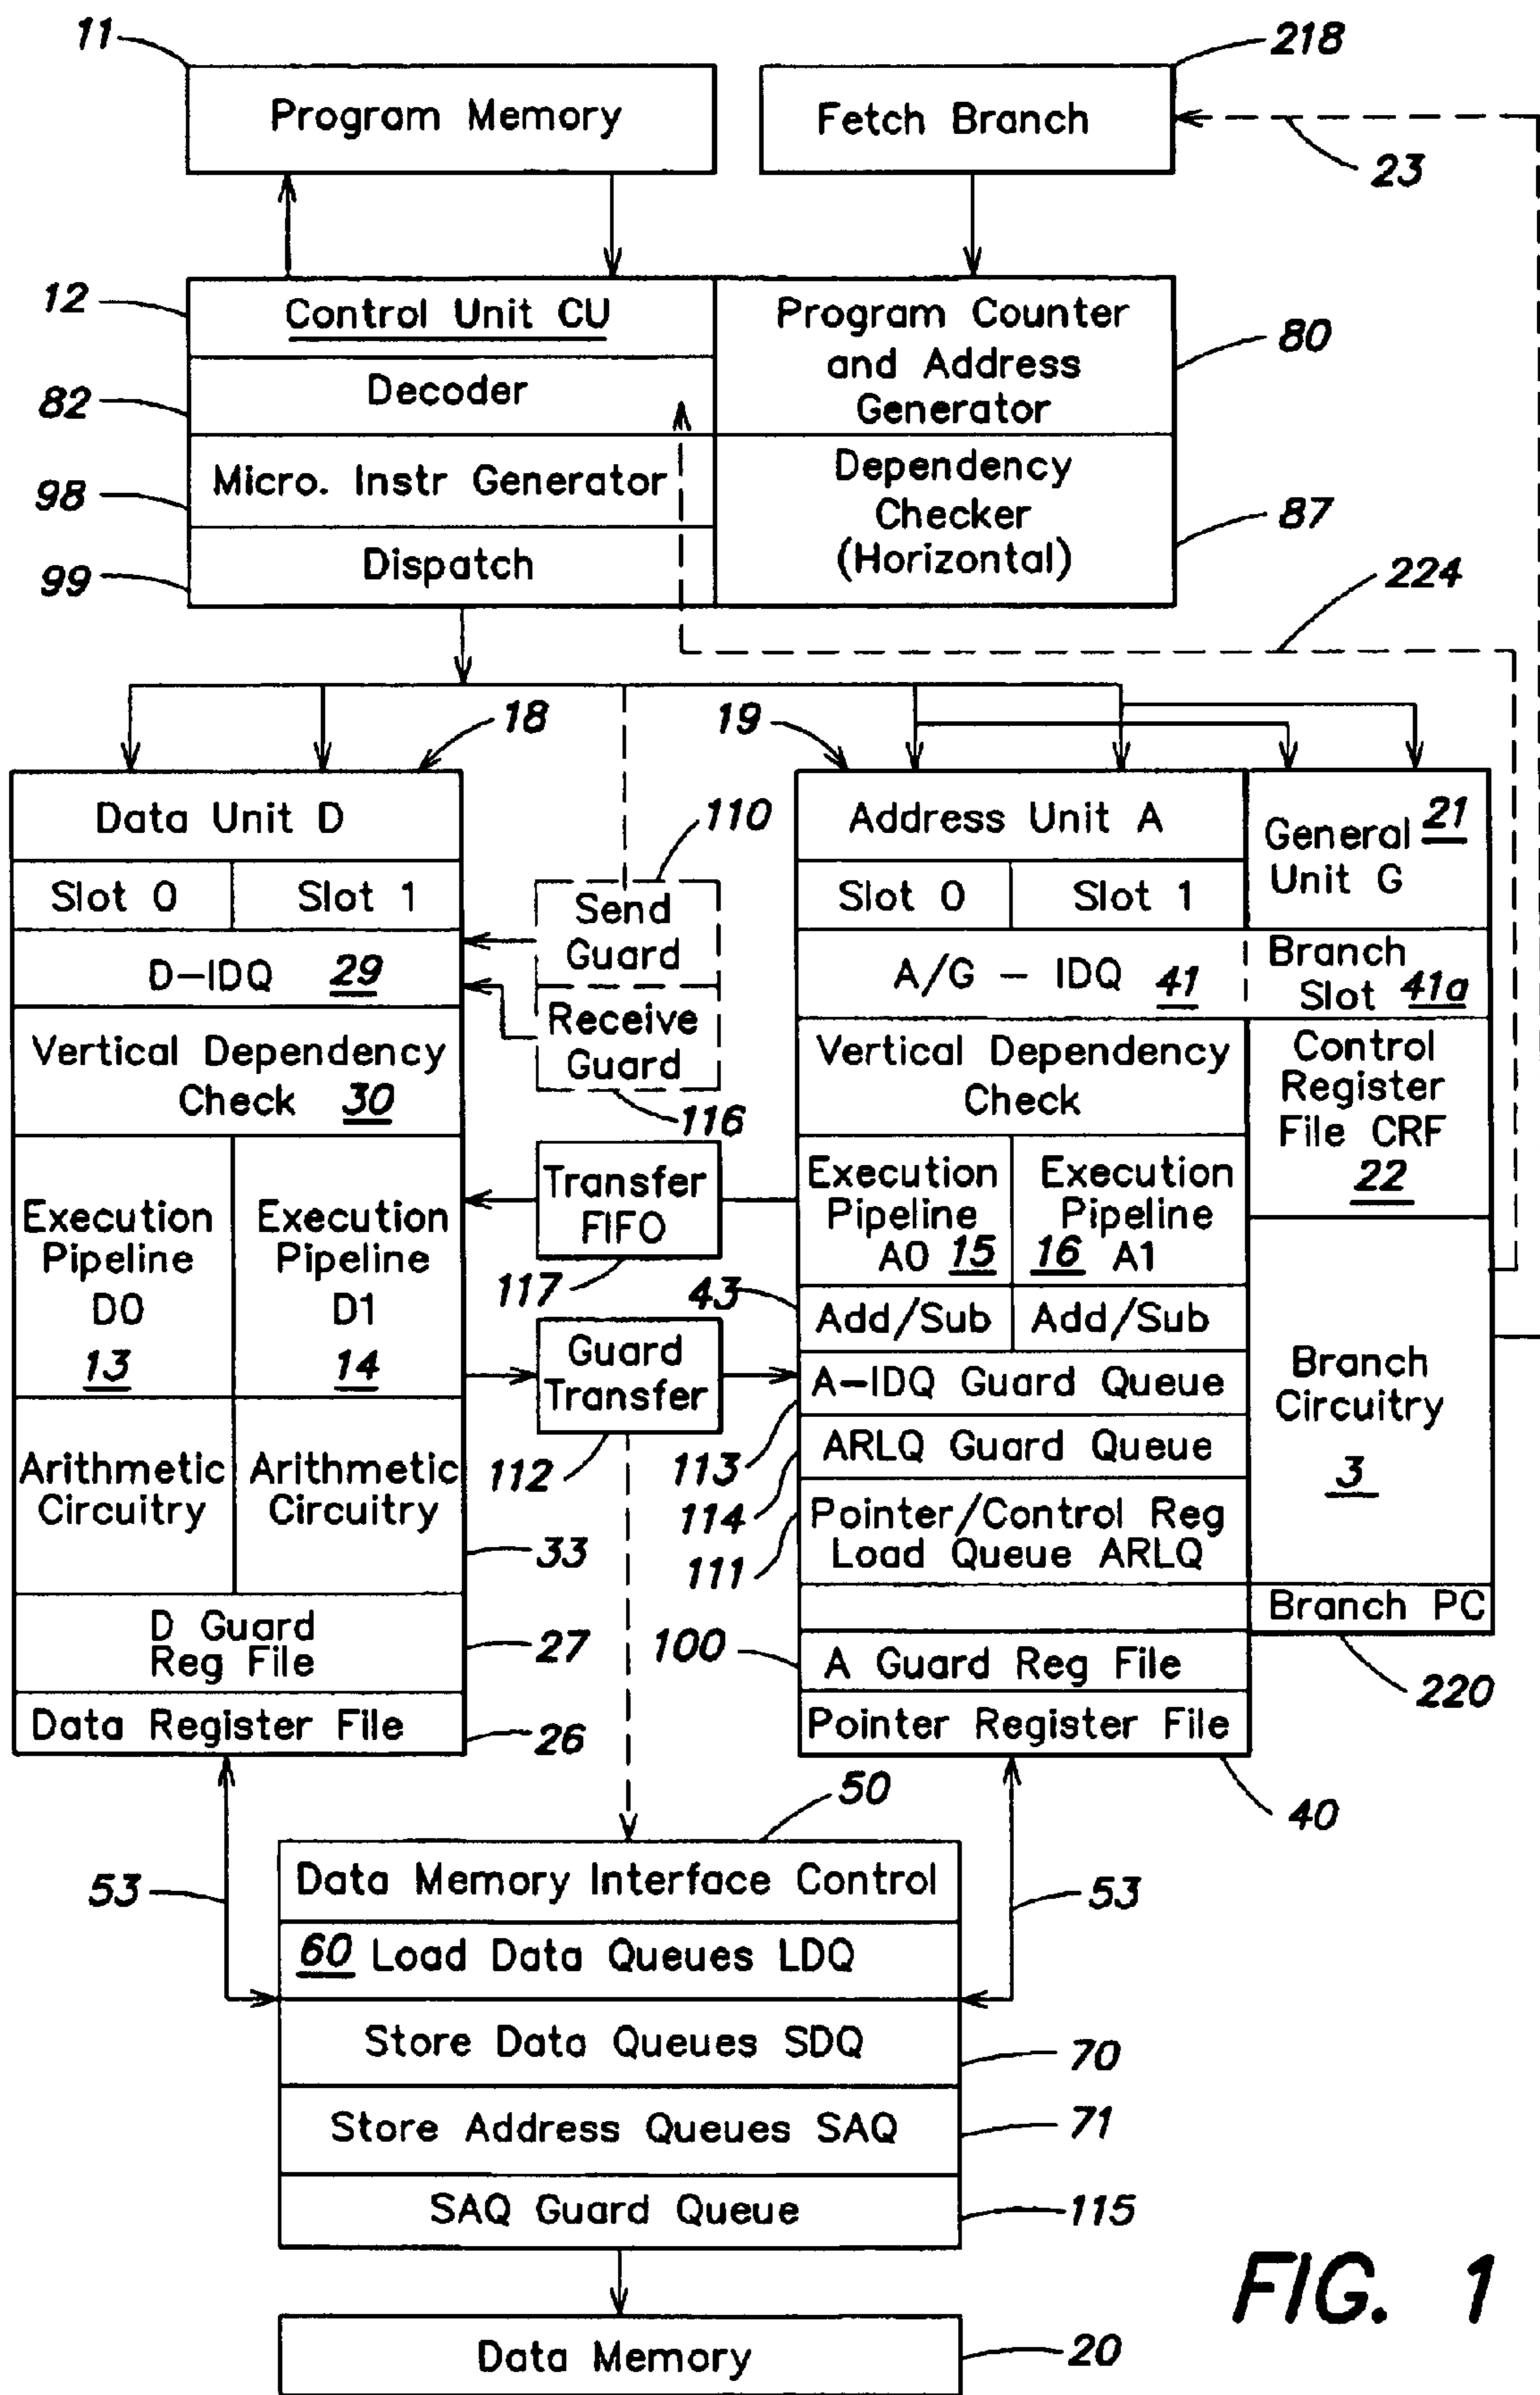 11
218
Program Memory
Fetch Branch
23
12
Control Unit CU
Program Counter
and Address
Generator
80
82
Decoder
98
Micro. Instr Generator
Dependency
Checker
(Horizontal)
87
99
Dispatch
224
18
19
Data Unit D
110
Address Unit A
General 21
Unit G
Slot 0
Slot 1
Send
Guard
Slot 0
Slot 1
D-IDQ 29
A/G - IDQ 41
Branch
Slot 41a
Receive
Guard
Vertical Dependency
Check 30
116
Vertical Dependency
Check
Control
Register
File CRF
22
Execution
Pipeline
D0
13
Execution
Pipeline
D1
14
Transfer
FIFO
117
Execution
Pipeline
A0 15
Execution
Pipeline
16 A1
43
Add/Sub
Add/Sub
Guard
Transfer
112
A-IDQ Guard Queue
113
Branch
Circuitry
3
Arithmetic
Circuitry
Arithmetic
Circuitry
33
ARLQ Guard Queue
114
Pointer/Control Reg
Load Queue ARLQ
111
Branch PC
220
D Guard
Reg File
27
100
A Guard Reg File
Data Register File
26
Pointer Register File
40
50
53
Data Memory Interface Control
53
60 Load Data Queues LDQ
Store Data Queues SDQ
70
Store Address Queues SAQ
71
SAQ Guard Queue
115
Data Memory
20
FIG. 1